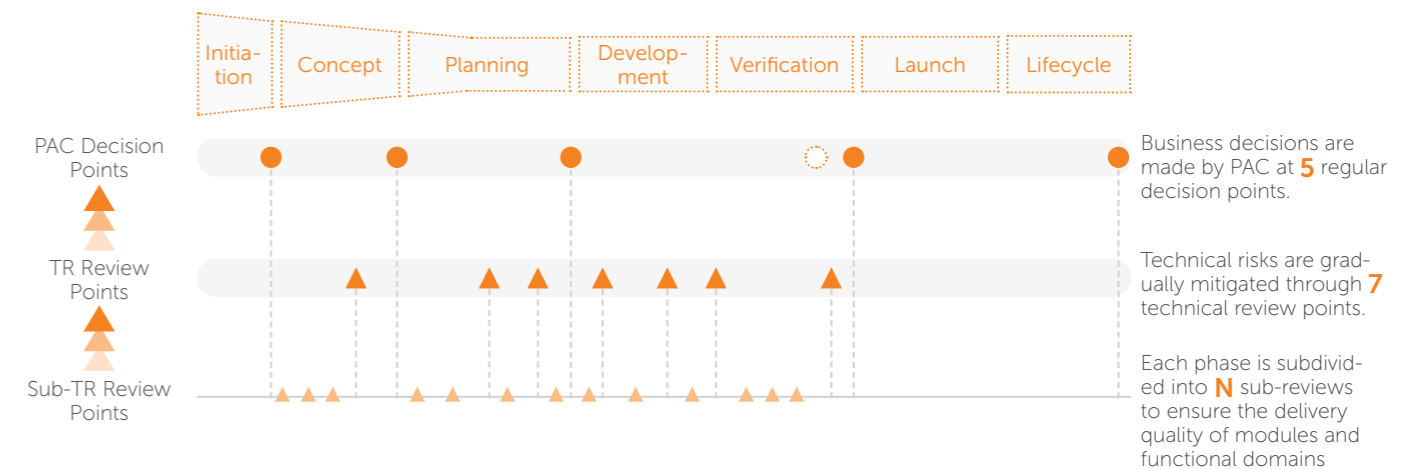 Initia-
tion
Concept
Planning
Develop-
ment
Verification
Launch
Lifecycle
PAC Decision
Points
Business decisions are
made by PAC at 5 regular
decision points.
TR Review
Points
Technical risks are grad-
ually mitigated through 7
technical review points.
Sub-TR Review
Points
Each phase is subdivid-
ed into N sub-reviews
to ensure the delivery
quality of modules and
functional domains